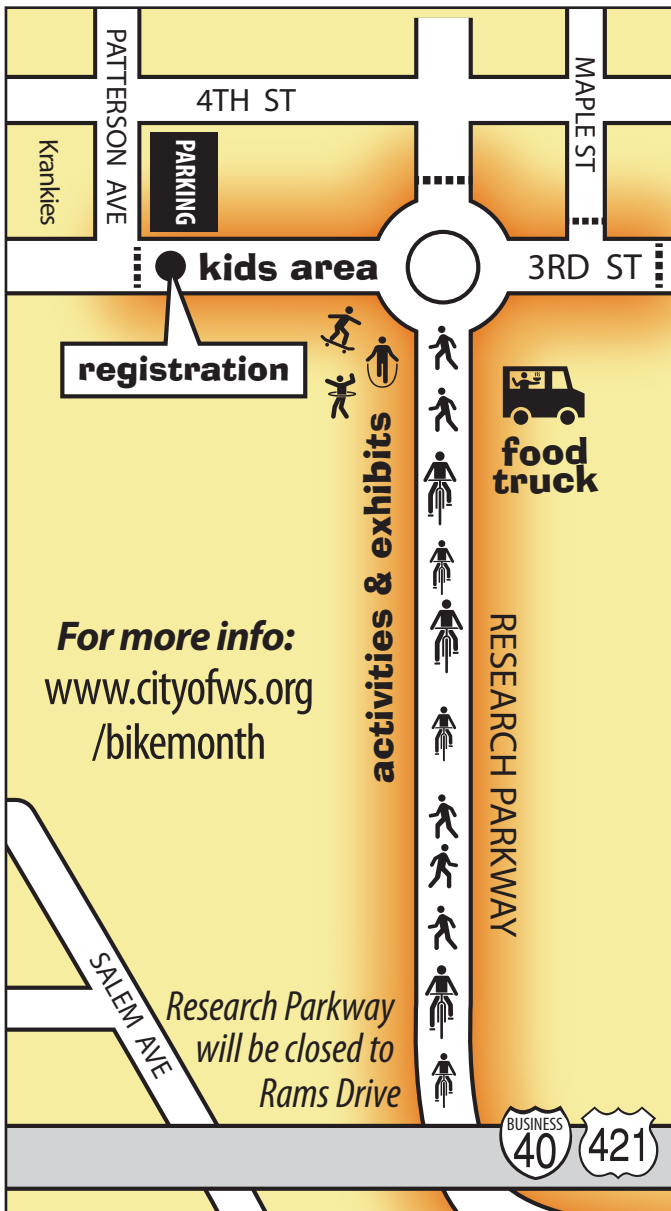 PATTERSON AVE
4TH ST
MAPLE ST
Krankies
PARKING
kids area
3RD ST
registration
food
truck
activities & exhibits
For more info:
www.cityofws.org
/bikemonth
RESEARCH PARKWAY
SALEM AVE
Research Parkway
will be closed to
Rams Drive
BUSINESS
40
421